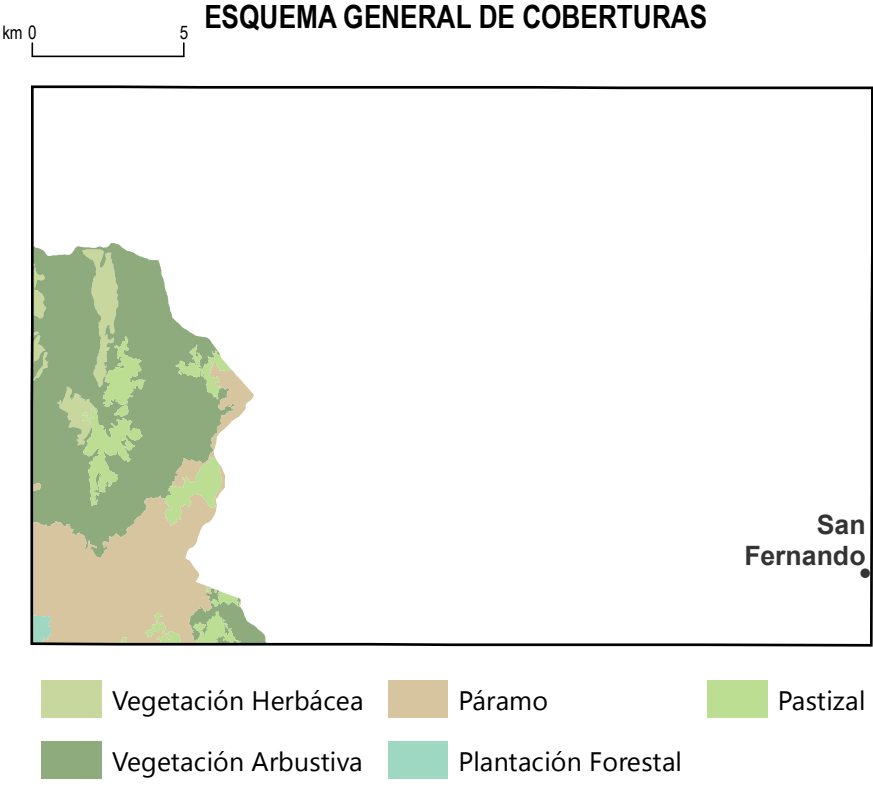 ESQUEMA GENERAL DE COBERTURAS
km 0 5
San
Fernando
Vegetación Herbácea Páramo Pastizal
Vegetación Arbustiva Plantación Forestal